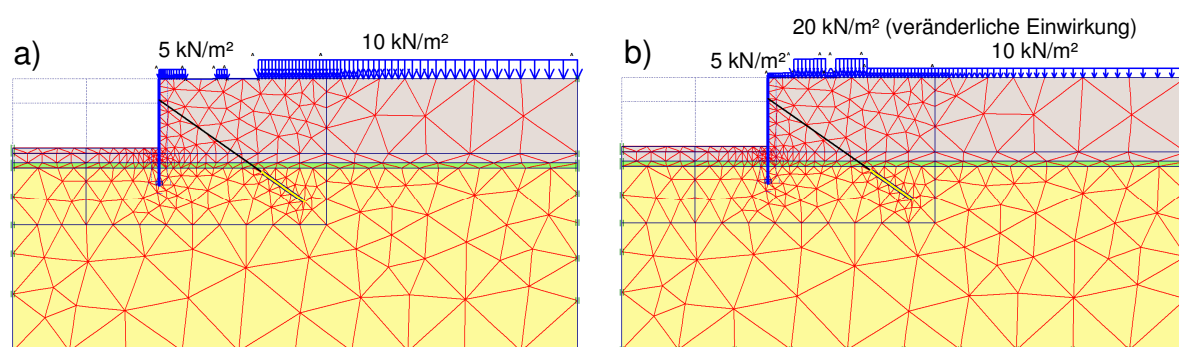 a)
5 kN/m²
10 kN/m²
b)
20 kN/m² (veränderliche Einwirkung)
5 kN/m²
10 kN/m²